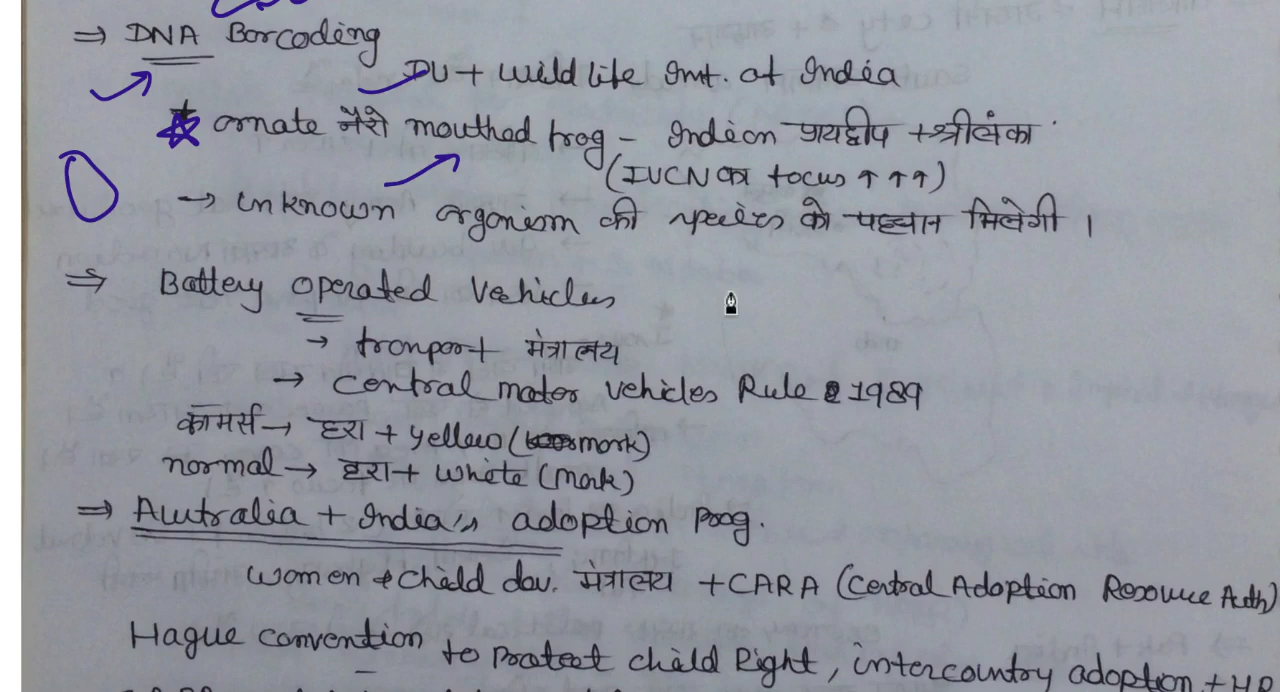 ⇒ DNA Borcoding
DU + wild life Int. of India
ornate नैरो mouthed frog - Indian प्रायद्वीप + श्रीलंका
(IUCN का focus ↑ ↑↑)
→ Unknown organism की species को पहचान मिलेगी ।
⇒ Battery operated Vehicles
→ tranport मंत्रालय
→ Central motor vehicles Rule 1989
कामर्स → हरा + yellow (mark)
normal → हरा + white (mark)
⇒ Australia + India's adoption Prog.
women + child dev. मंत्रालय + CARA (Central Adoption Resource Auth)
Hague convention to Protect child Right, intercountry adoption +